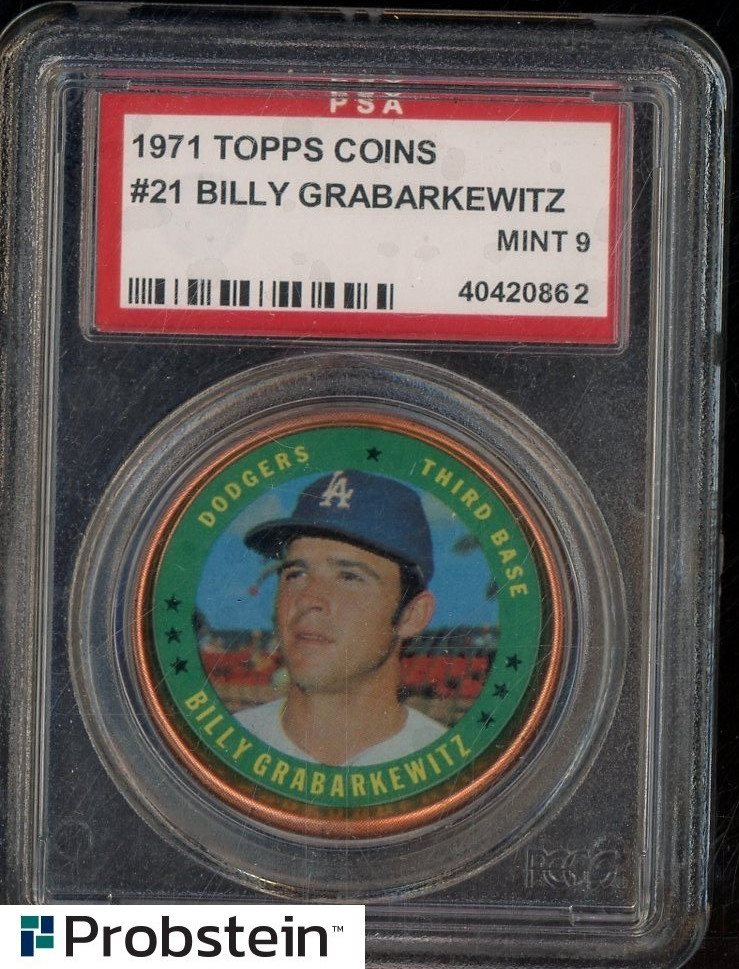 PSA
1971 TOPPS COINS
#21 BILLY GRABARKEWITZ
MINT 9
40420862
DODGERS ★ THIRD BASE
LA
BILLY GRABARKEWITZ
Probstein™